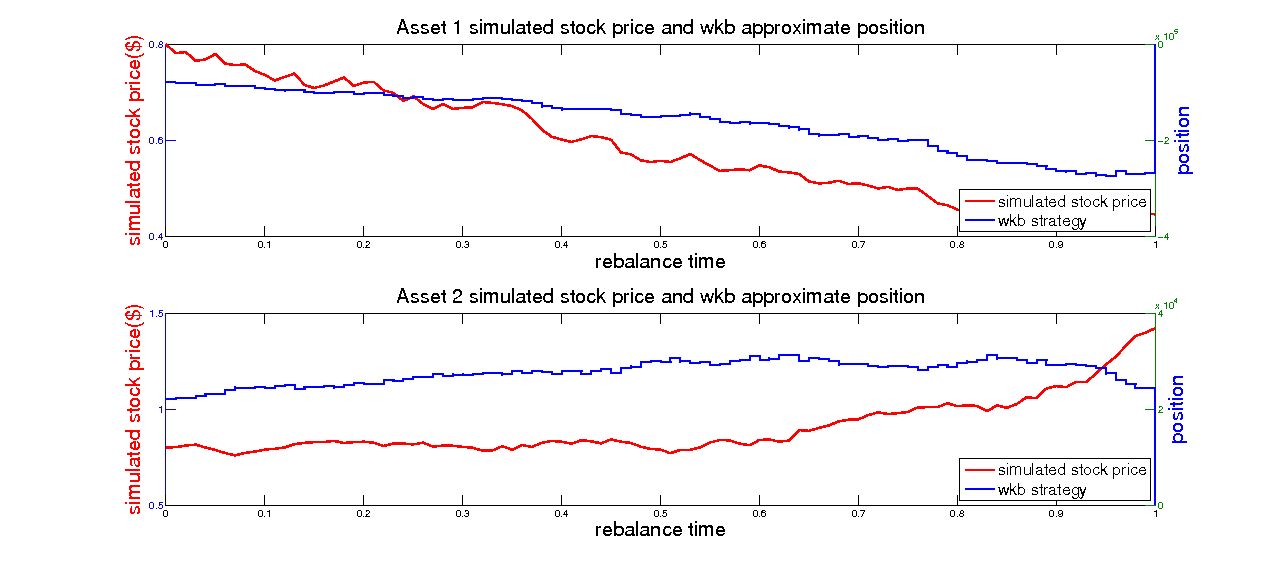 Asset 1 simulated stock price and wkb approximate position
x 10^5
0.8
0.6
0.4
simulated stock price($)
0
-2
-4
position
simulated stock price
wkb strategy
0 0.1 0.2 0.3 0.4 0.5 0.6 0.7 0.8 0.9 1
rebalance time
Asset 2 simulated stock price and wkb approximate position
x 10^4
1.5
1
0.5
simulated stock price($)
4
2
0
position
simulated stock price
wkb strategy
0 0.1 0.2 0.3 0.4 0.5 0.6 0.7 0.8 0.9 1
rebalance time